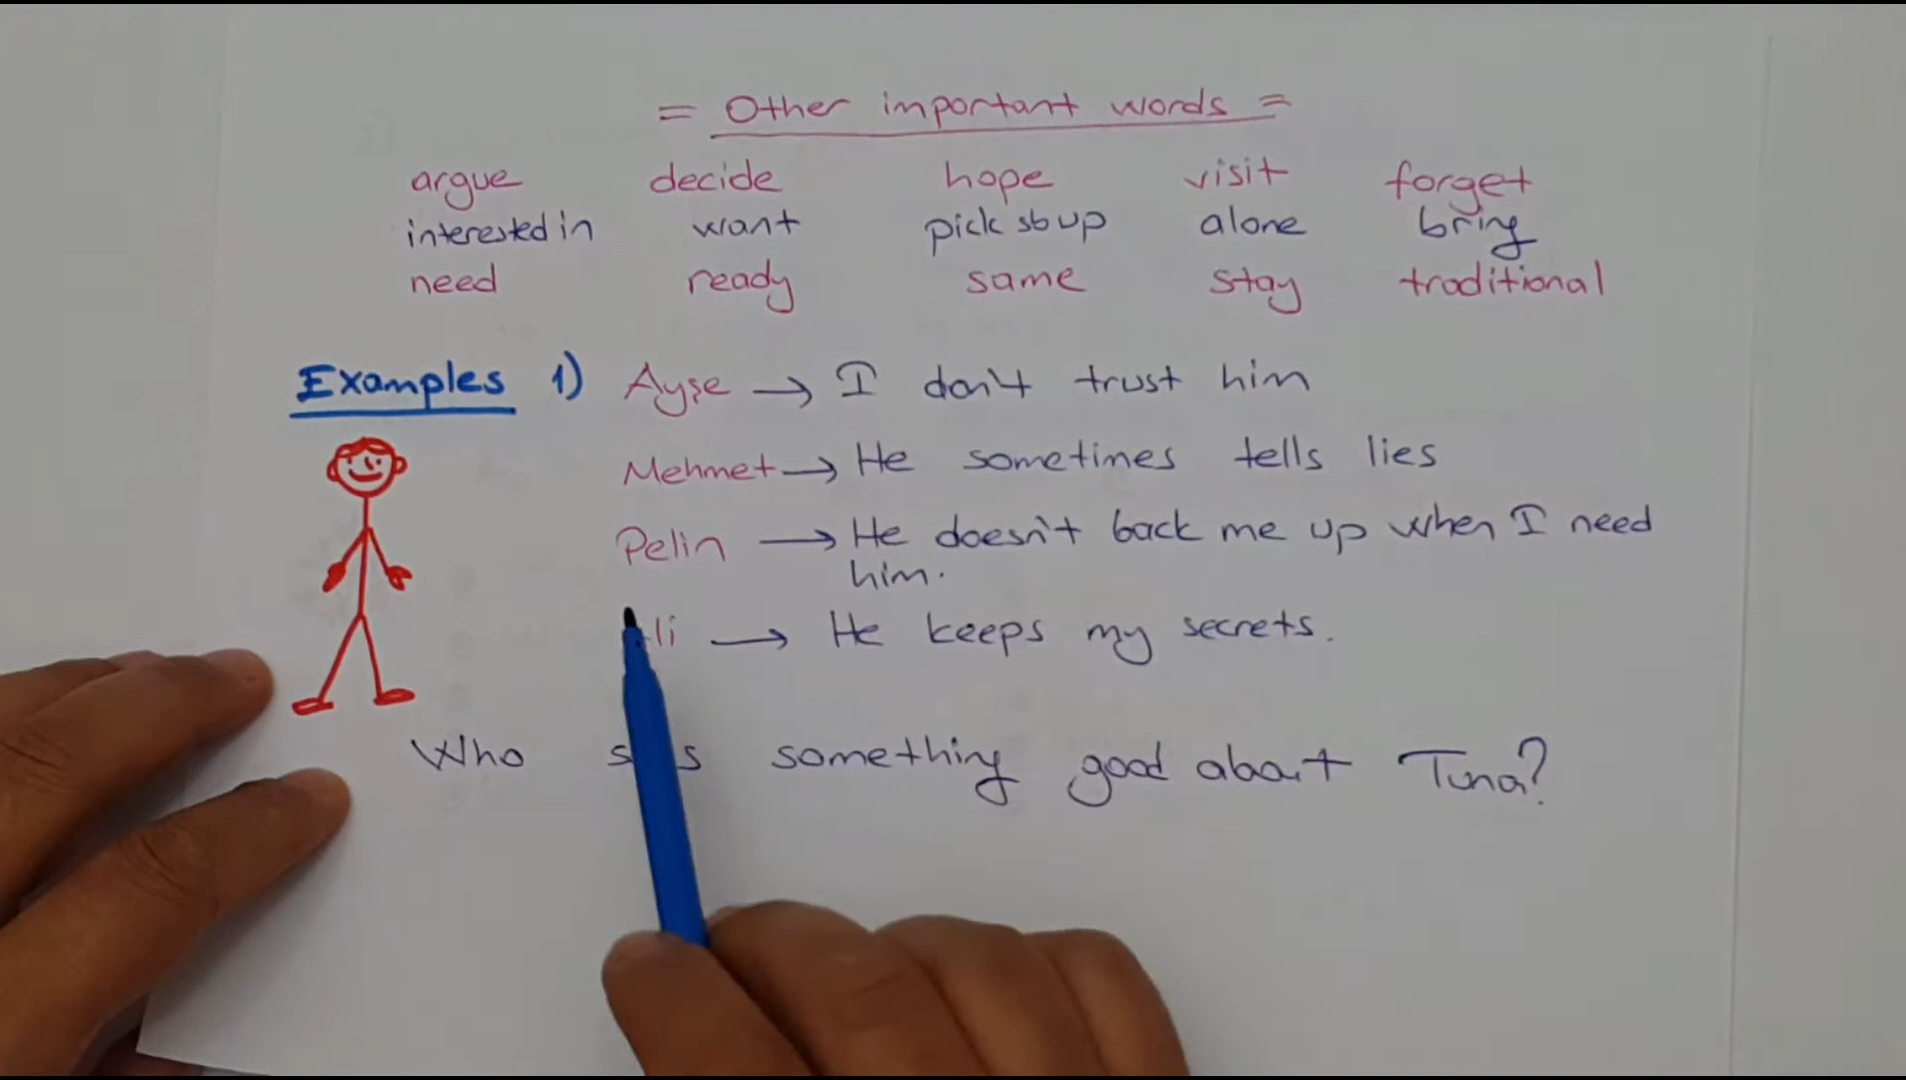 = Other important words =
argue decide hope visit forget
interested in want pick sb up alone bring
need ready same stay traditional
Examples 1) Ayşe → I don't trust him
Mehmet → He sometimes tells lies
Pelin → He doesn't back me up when I need
him.
→ He keeps my secrets.
Who something good about Tuna?